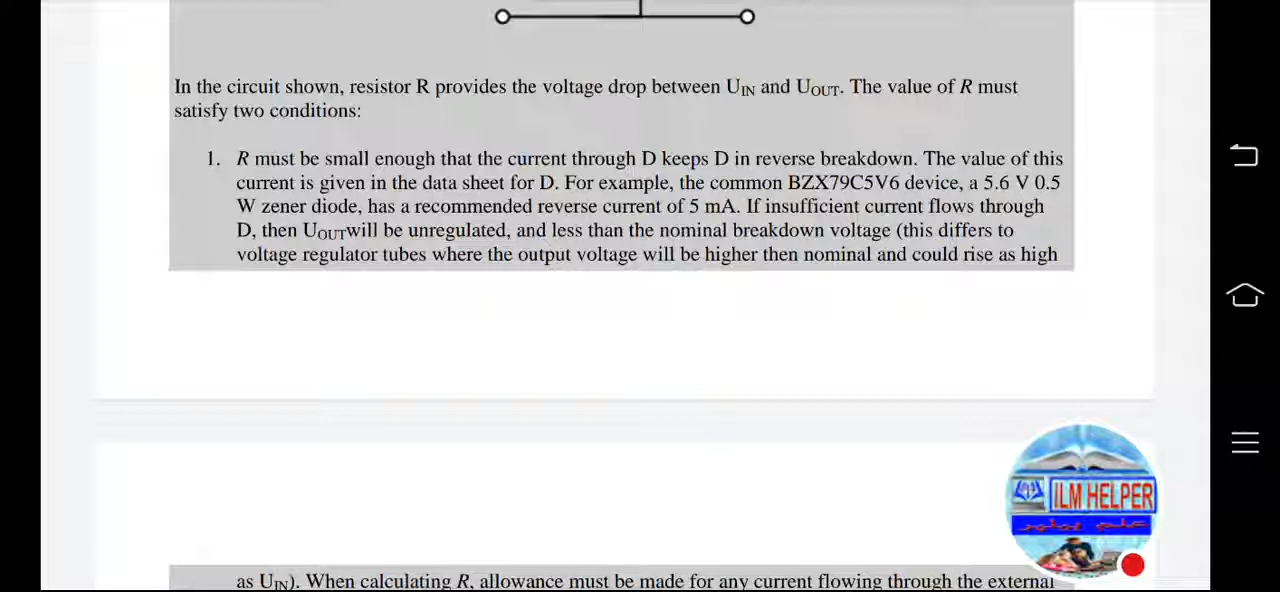 In the circuit shown, resistor R provides the voltage drop between UIN and UOUT. The value of R must
satisfy two conditions:
1. R must be small enough that the current through D keeps D in reverse breakdown. The value of this
current is given in the data sheet for D. For example, the common BZX79C5V6 device, a 5.6 V 0.5
W zener diode, has a recommended reverse current of 5 mA. If insufficient current flows through
D, then UOUTwill be unregulated, and less than the nominal breakdown voltage (this differs to
voltage regulator tubes where the output voltage will be higher then nominal and could rise as high
ILM HELPER
علم ہیلپر
as UIN). When calculating R, allowance must be made for any current flowing through the external